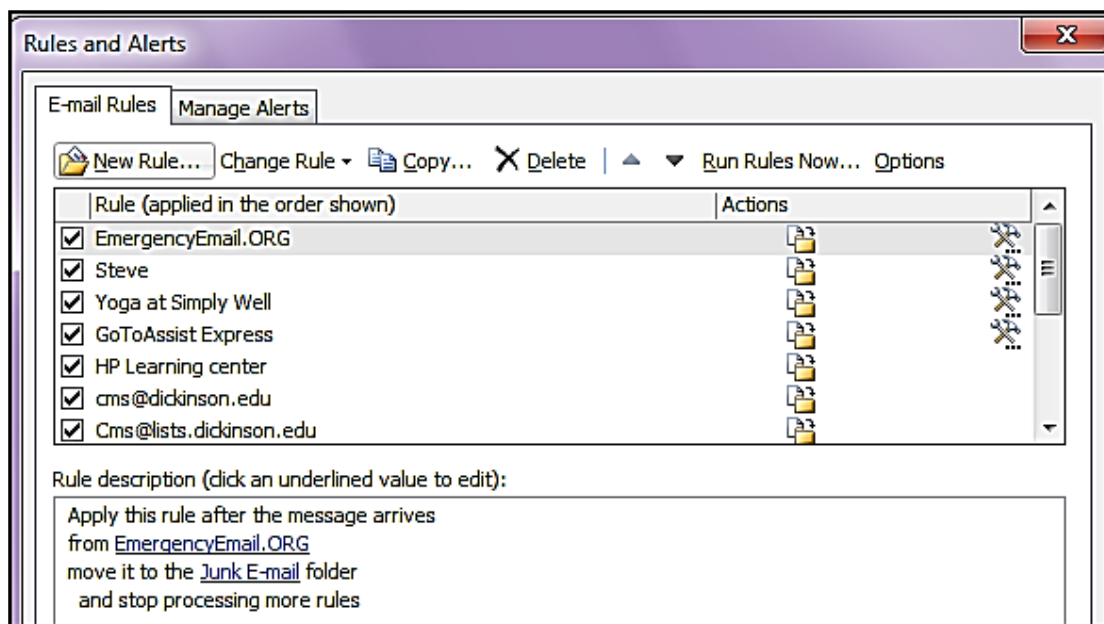 Rules and Alerts
E-mail Rules Manage Alerts
New Rule... Change Rule Copy... Delete Run Rules Now... Options
Rule (applied in the order shown) Actions
EmergencyEmail.ORG
Steve
Yoga at Simply Well
GoToAssist Express
HP Learning center
cms@dickinson.edu
Cms@lists.dickinson.edu
Rule description (click an underlined value to edit):
Apply this rule after the message arrives
from EmergencyEmail.ORG
move it to the Junk E-mail folder
and stop processing more rules